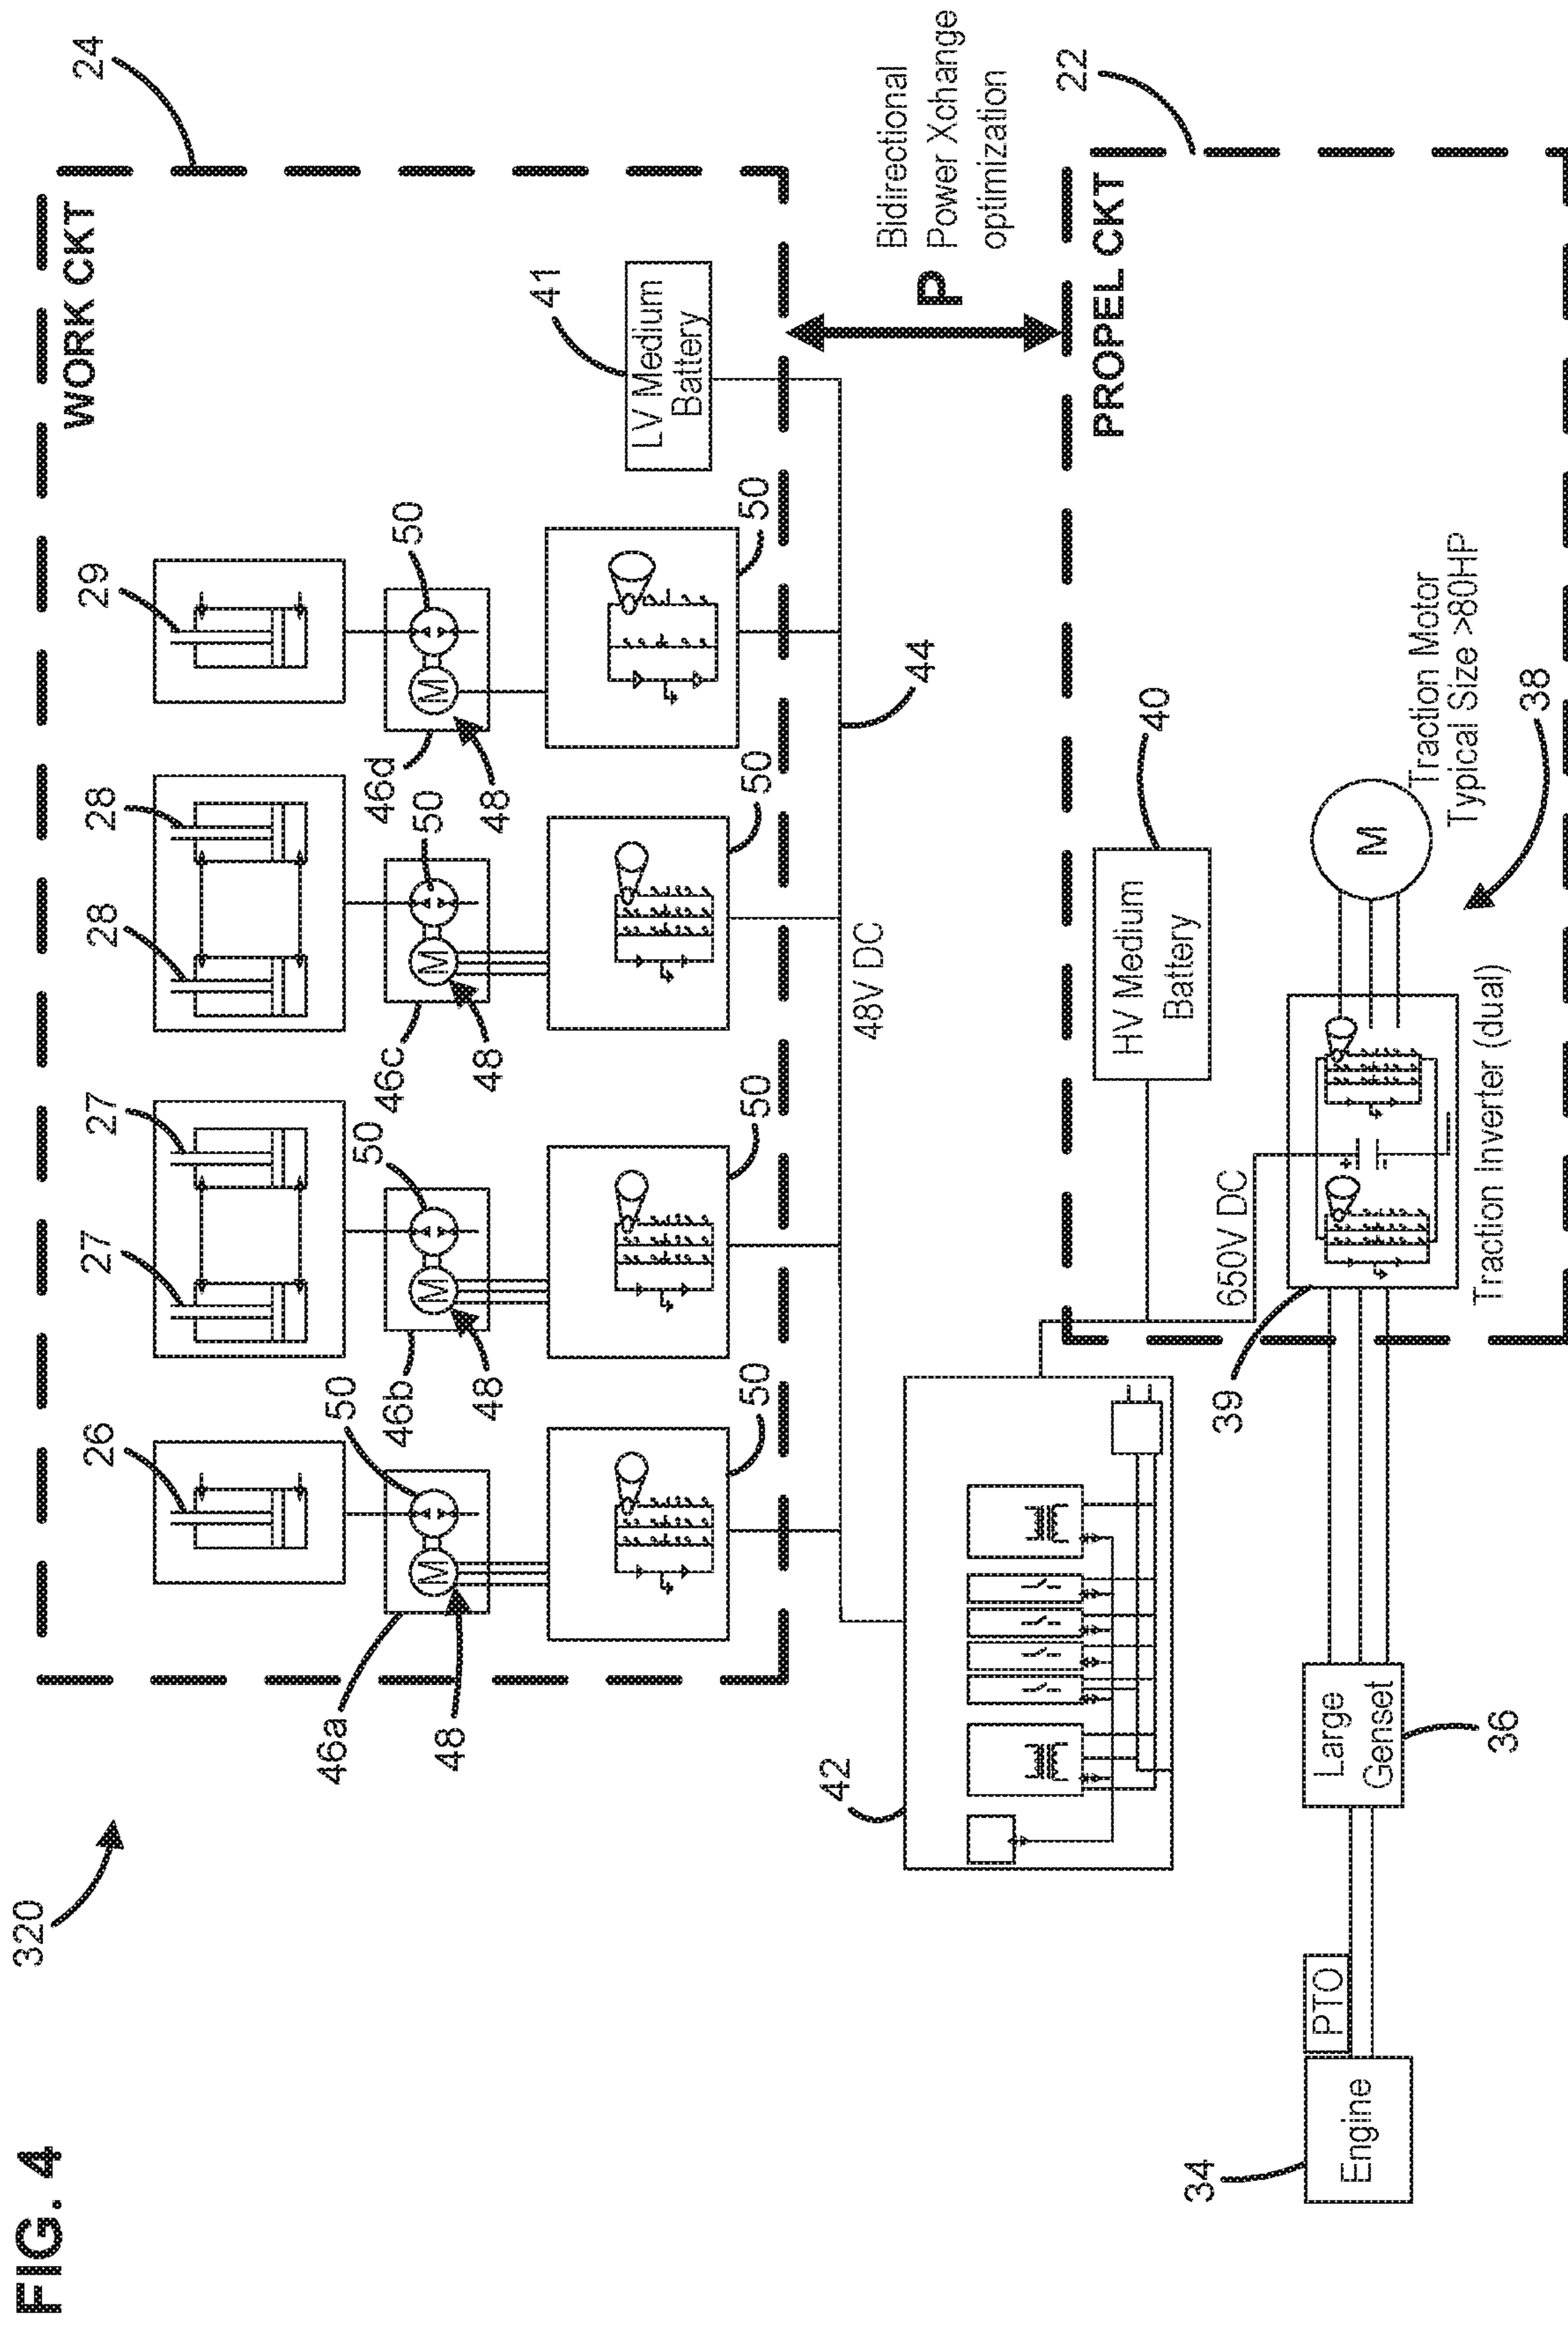 FIG. 4
320
24
WORK CKT
26
27
27
28
28
29
50
50
50
50
M
M
M
M
46a
46b
46c
46d
48
48
48
48
50
50
50
50
41
LV Medium
Battery
44
48V DC
P
Bidirectional
Power Xchange
optimization
42
22
PROPEL CKT
40
HV Medium
Battery
650V DC
39
Traction Inverter (dual)
M
Traction Motor
Typical Size >80HP
38
34
Engine
PTO
Large
Genset
36